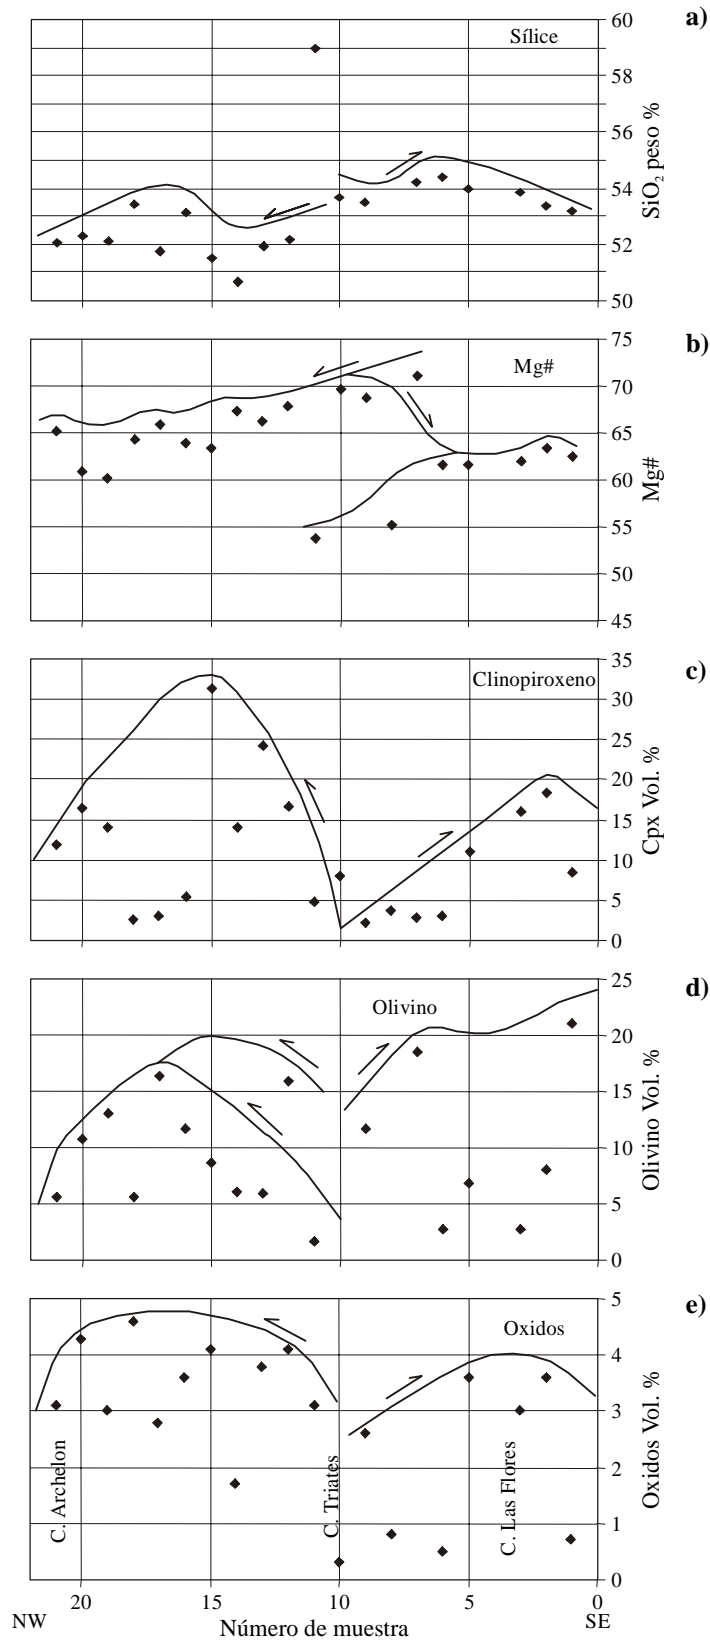 a)
Sílice
60
58
56
54
52
50
SiO2 peso %
b)
Mg#
75
70
65
60
55
50
45
Mg#
c)
Clinopiroxeno
35
30
25
20
15
10
5
0
Cpx Vol. %
d)
Olivino
25
20
15
10
5
0
Olivino Vol. %
e)
Oxidos
5
4
3
2
1
0
Oxidos Vol. %
C. Archelon
C. Triates
C. Las Flores
20 15 10 5 0
NW Número de muestra SE